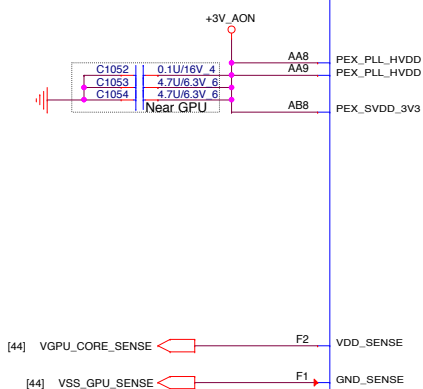 +3V_AON
AA8 PEX_PLL_HVDD
C1052 0.1U/16V_4 AA9 PEX_PLL_HVDD
C1053 4.7U/6.3V_6
C1054 4.7U/6.3V_6
Near GPU
AB8 PEX_SVDD_3V3
[44] VGPU_CORE_SENSE F2 VDD_SENSE
[44] VSS_GPU_SENSE F1 GND_SENSE